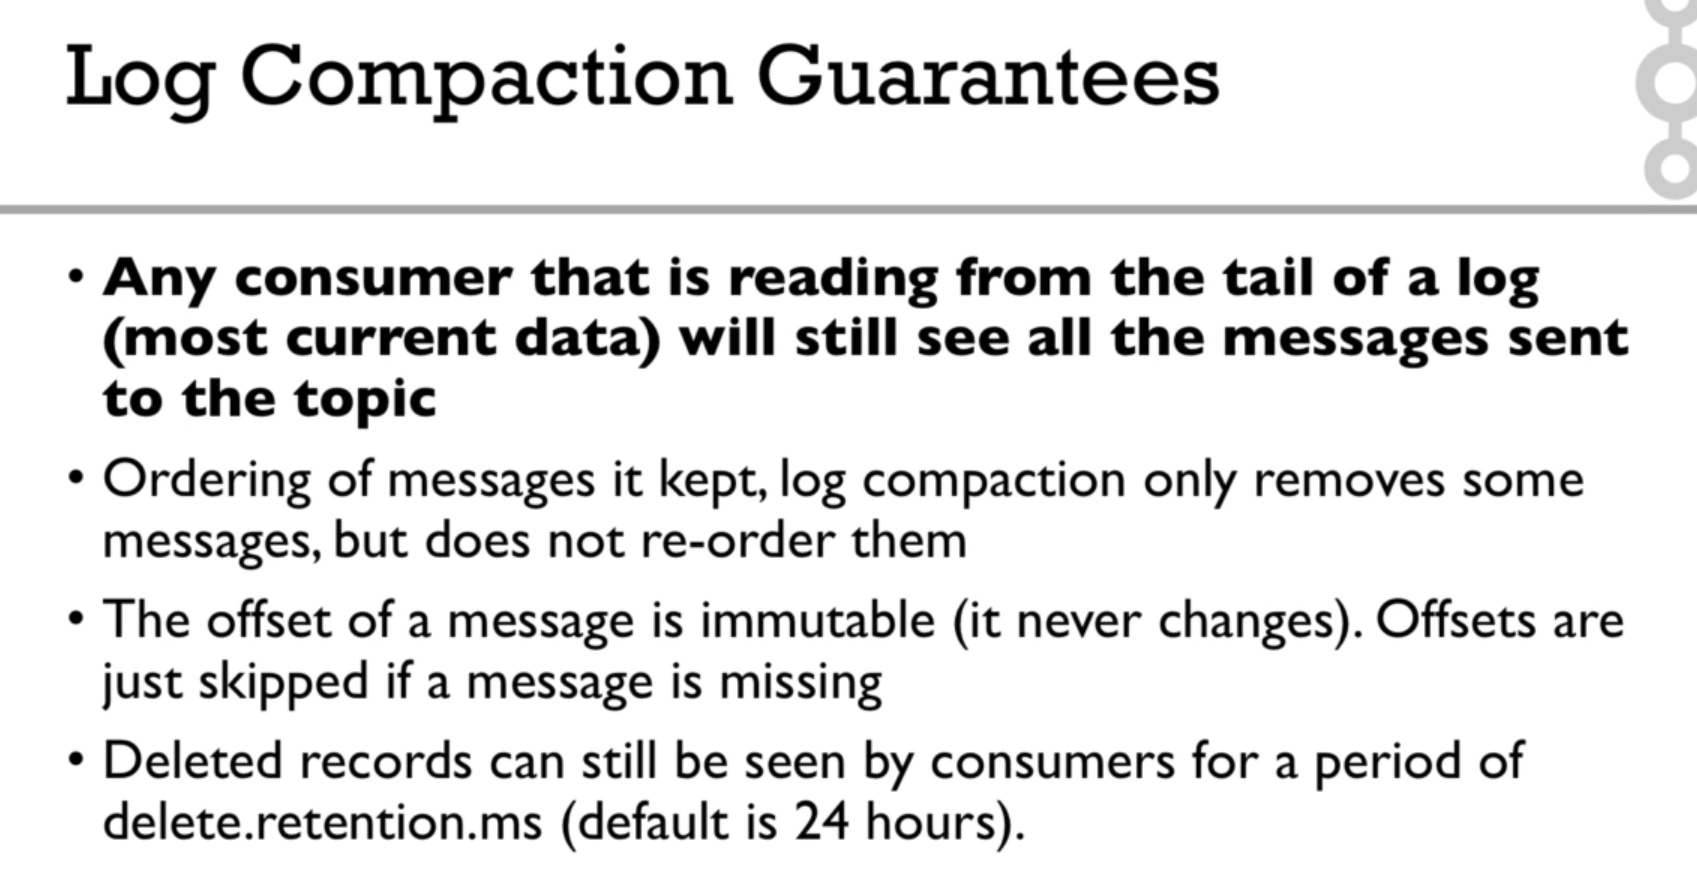 Log Compaction Guarantees
• Any consumer that is reading from the tail of a log
(most current data) will still see all the messages sent
to the topic
• Ordering of messages it kept, log compaction only removes some
messages, but does not re-order them
• The offset of a message is immutable (it never changes). Offsets are
just skipped if a message is missing
• Deleted records can still be seen by consumers for a period of
delete.retention.ms (default is 24 hours).